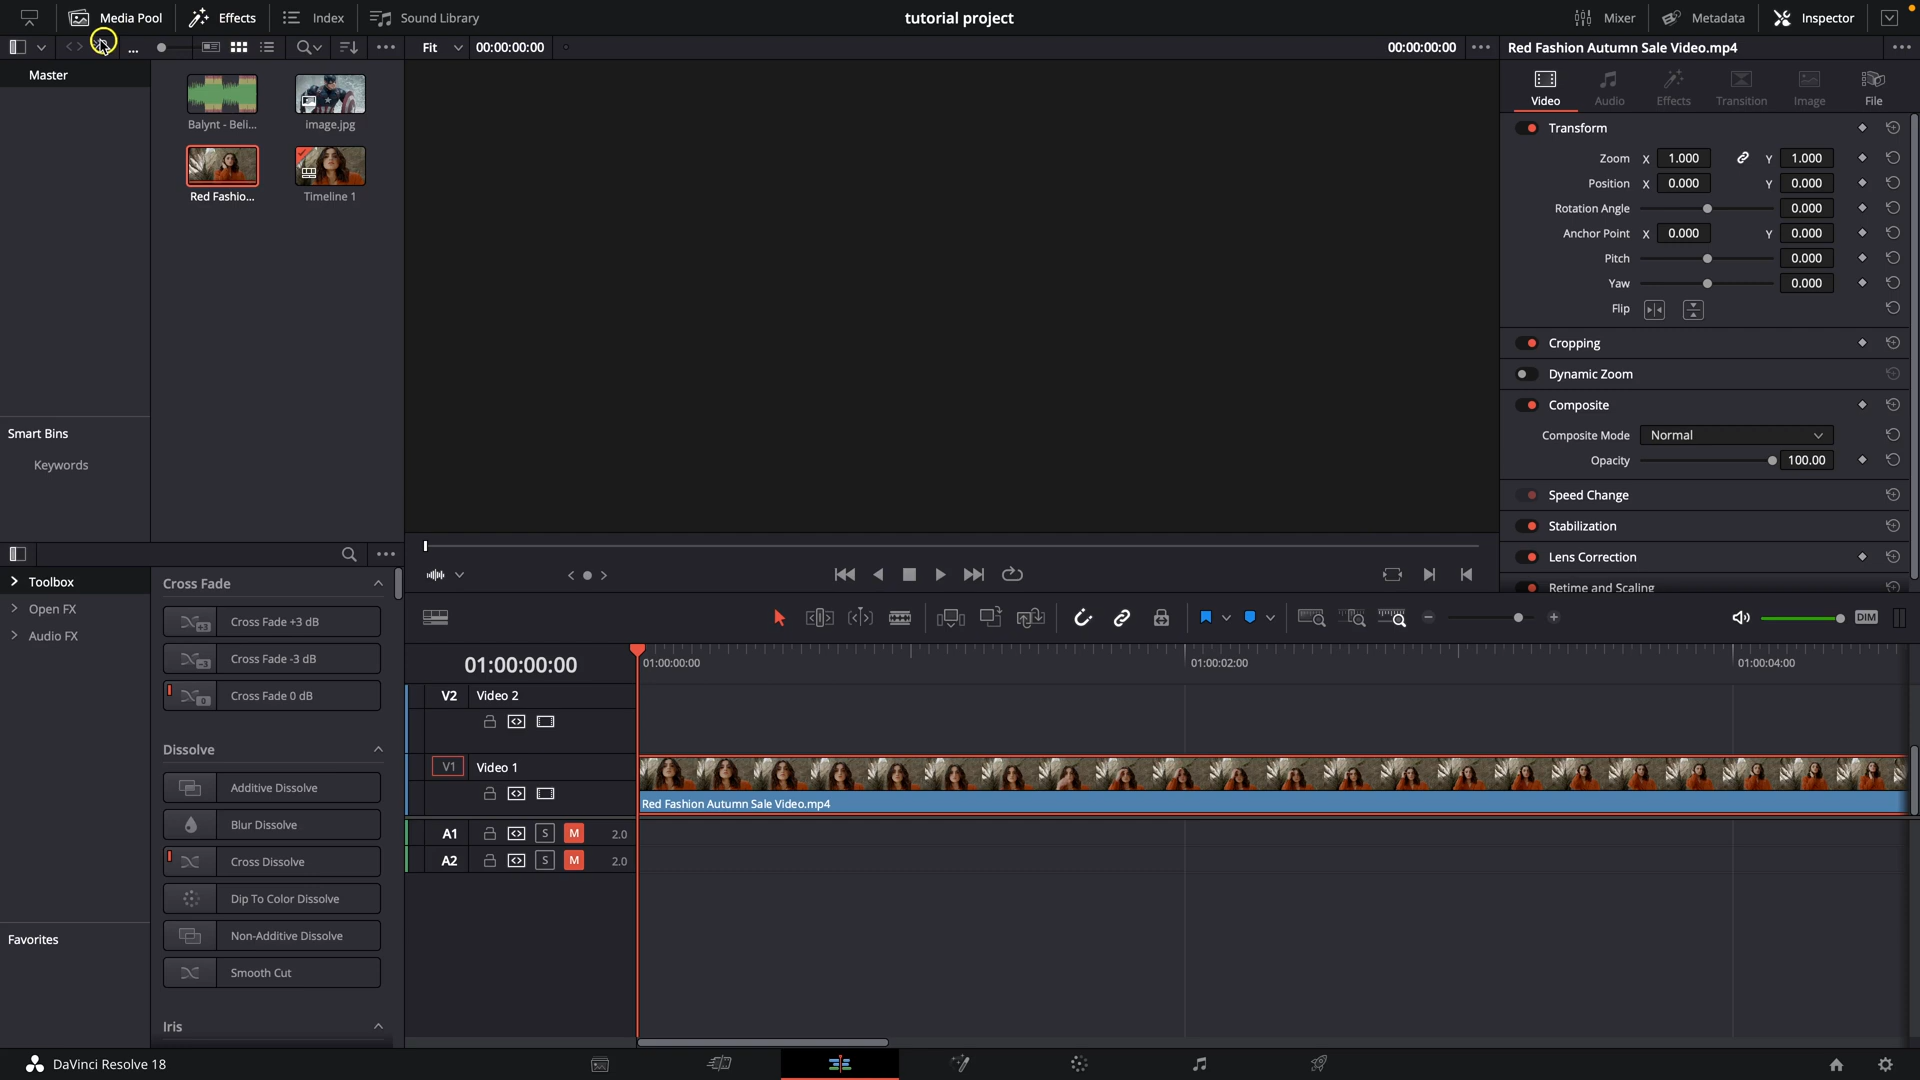 Media Pool
Effects
Index
Sound Library
tutorial project
Mixer
Metadata
Inspector
...
Fit
00:00:00:00
00:00:00:00
Red Fashion Autumn Sale Video.mp4
Master
Balynt - Beli...
image.jpg
Red Fashio...
Timeline 1
Smart Bins
Keywords
Video
Audio
Effects
Transition
Image
File
Transform
Zoom X 1.000 Y 1.000
Position X 0.000 Y 0.000
Rotation Angle 0.000
Anchor Point X 0.000 Y 0.000
Pitch 0.000
Yaw 0.000
Flip
Cropping
Dynamic Zoom
Composite
Composite Mode Normal
Opacity 100.00
Speed Change
Stabilization
Lens Correction
Retime and Scaling
Toolbox
Open FX
Audio FX
Favorites
Cross Fade
+3 Cross Fade +3 dB
-3 Cross Fade -3 dB
0 Cross Fade 0 dB
Dissolve
Additive Dissolve
Blur Dissolve
Cross Dissolve
Dip To Color Dissolve
Non-Additive Dissolve
Smooth Cut
Iris
DIM
01:00:00:00
01:00:00:00
01:00:02:00
01:00:04:00
V2 Video 2
V1 Video 1
Red Fashion Autumn Sale Video.mp4
A1 S M 2.0
A2 S M 2.0
DaVinci Resolve 18